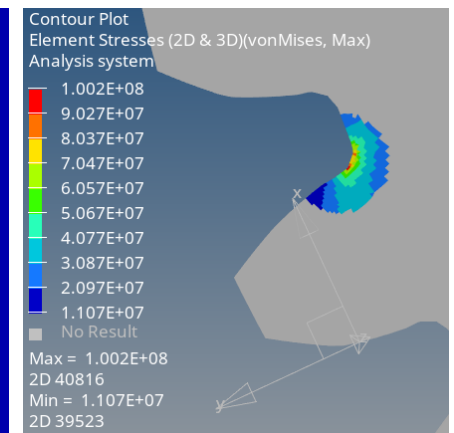 Contour Plot
Element Stresses (2D & 3D)(vonMises, Max)
Analysis system
1.002E+08
9.027E+07
8.037E+07
7.047E+07
6.057E+07
5.067E+07
4.077E+07
3.087E+07
2.097E+07
1.107E+07
No Result
Max = 1.002E+08
2D 40816
Min = 1.107E+07
2D 39523
x
y